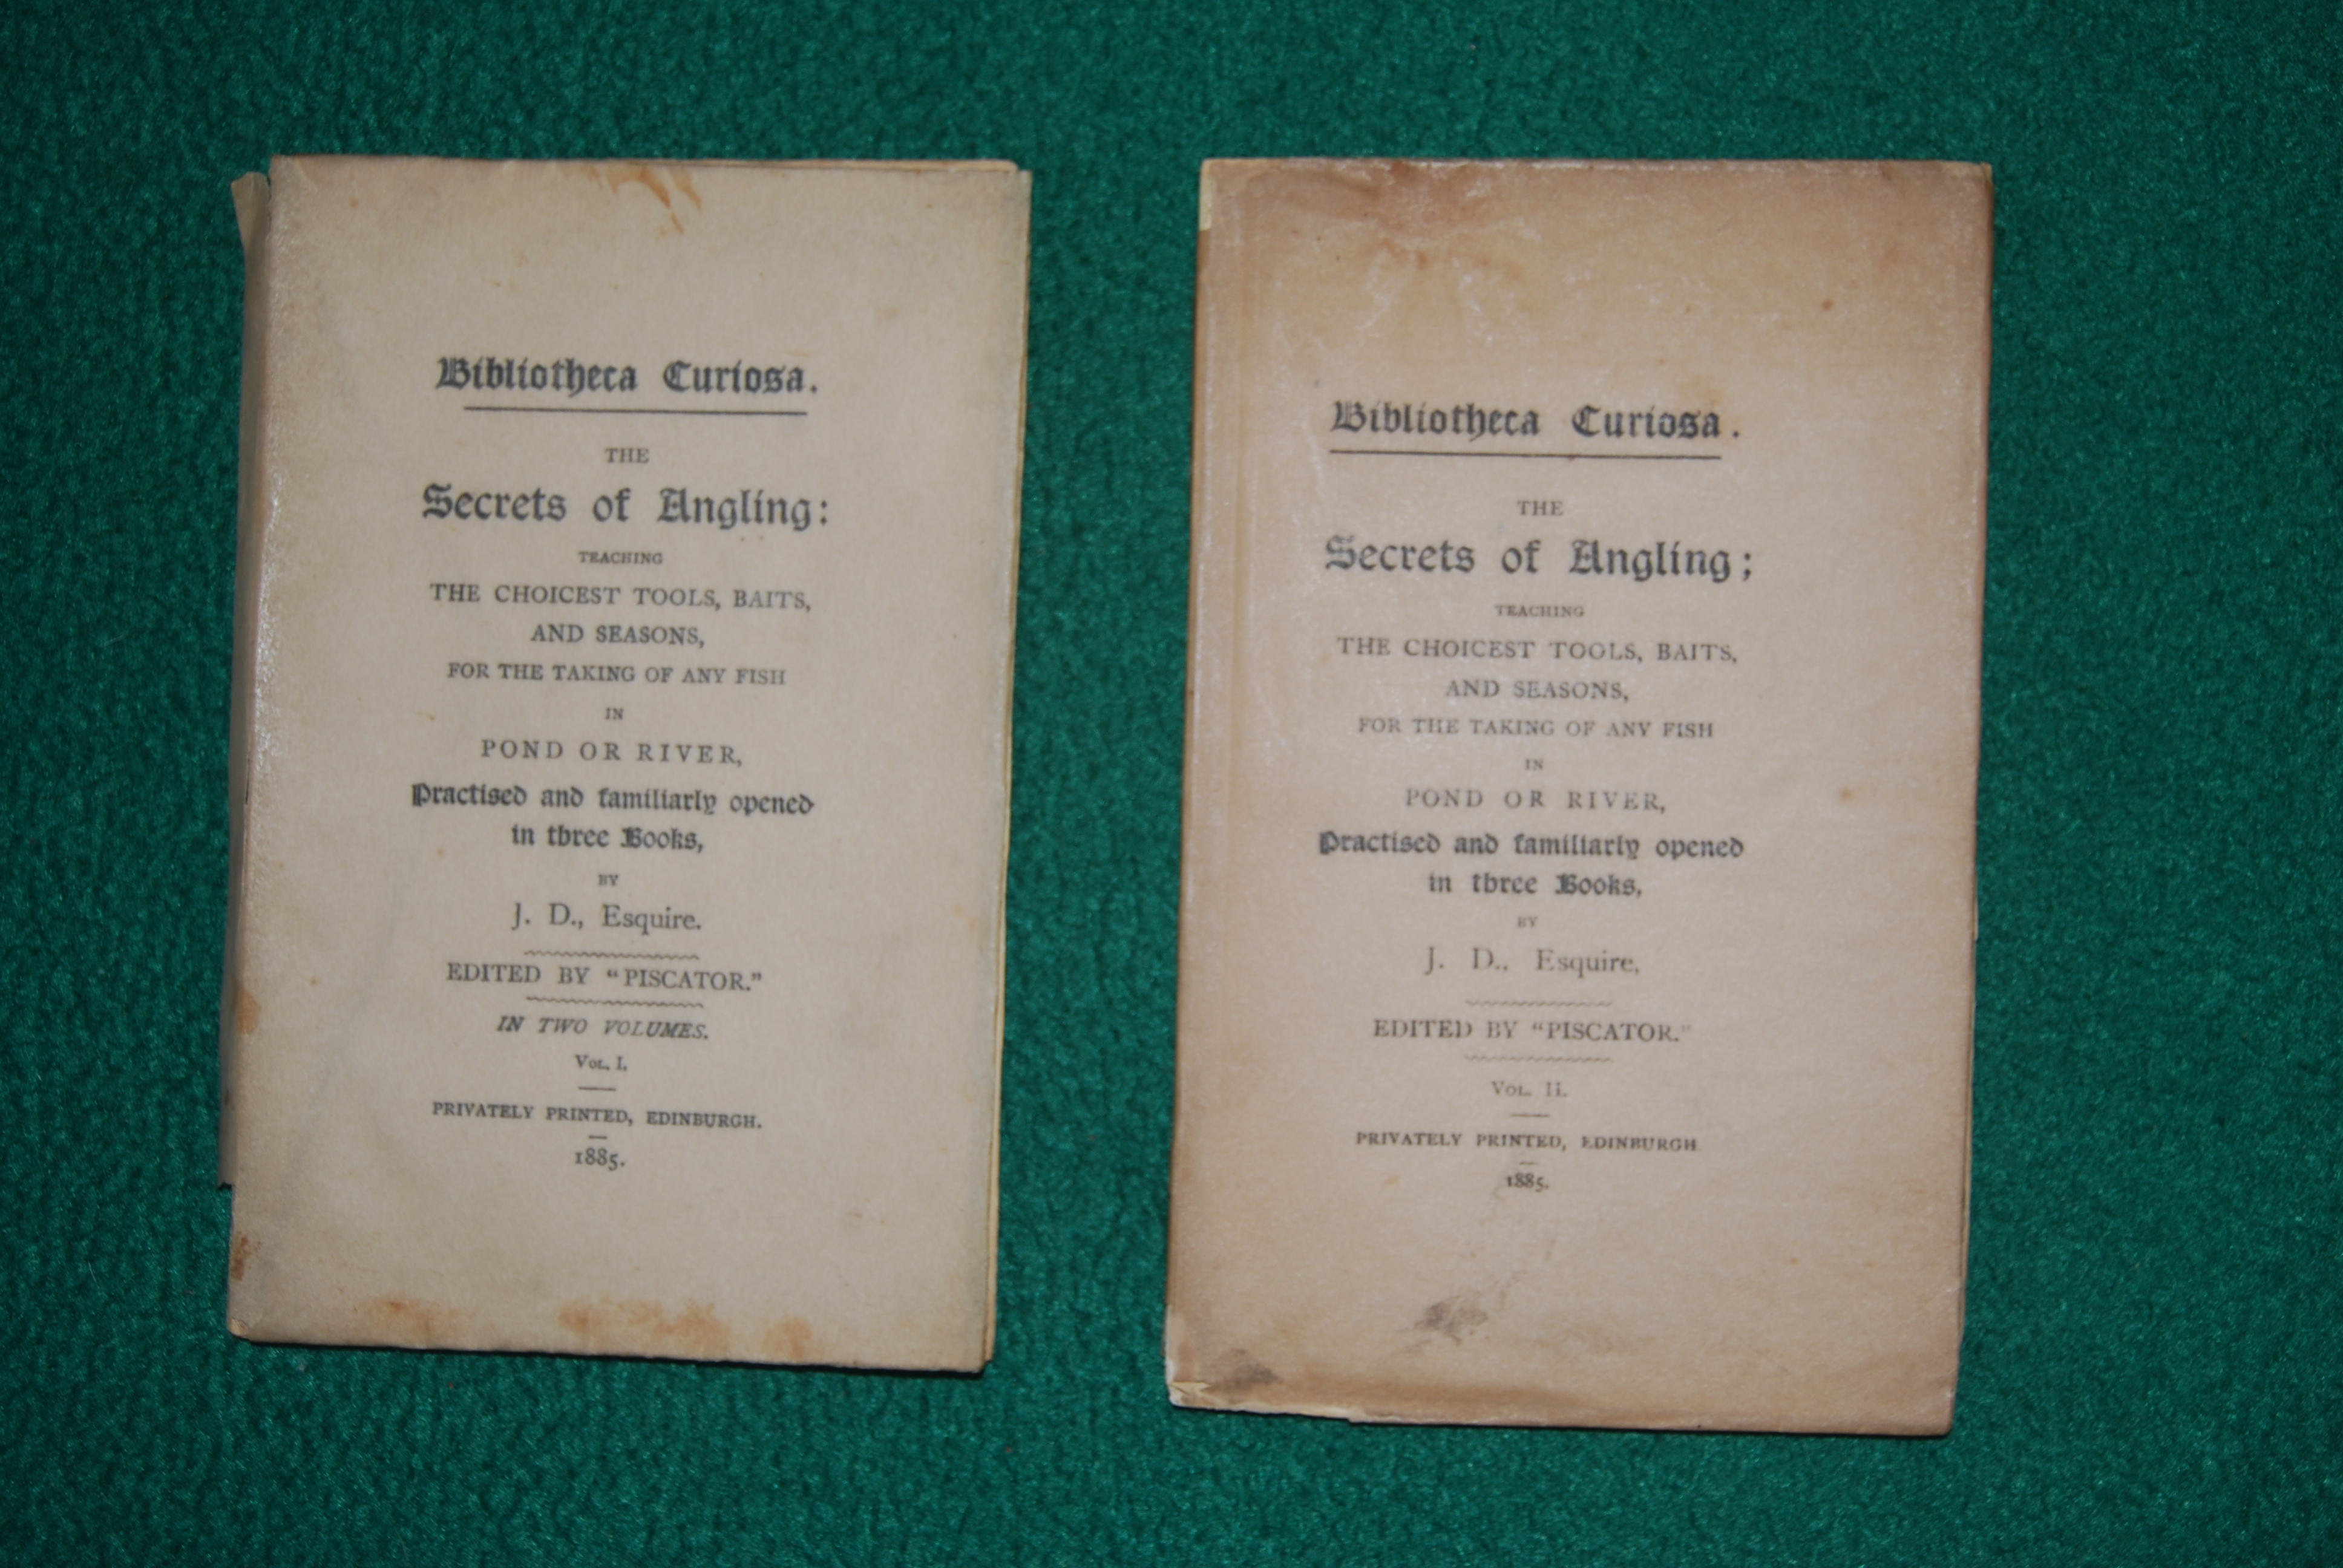 Bibliotheca Curiosa.
THE
Secrets of Angling:
TEACHING
THE CHOICEST TOOLS, BAITS,
AND SEASONS,
FOR THE TAKING OF ANY FISH
IN
POND OR RIVER,
Practised and familiarly opened
in three Books,
BY
J. D., Esquire.
EDITED BY “PISCATOR.”
IN TWO VOLUMES.
VOL. I.
PRIVATELY PRINTED, EDINBURGH.
1885.
Bibliotheca Curiosa.
THE
Secrets of Angling;
TEACHING
THE CHOICEST TOOLS, BAITS,
AND SEASONS,
FOR THE TAKING OF ANY FISH
IN
POND OR RIVER,
Practised and familiarly opened
in three Books,
BY
J. D., Esquire,
EDITED BY “PISCATOR.”
VOL. II.
PRIVATELY PRINTED, EDINBURGH
1885.